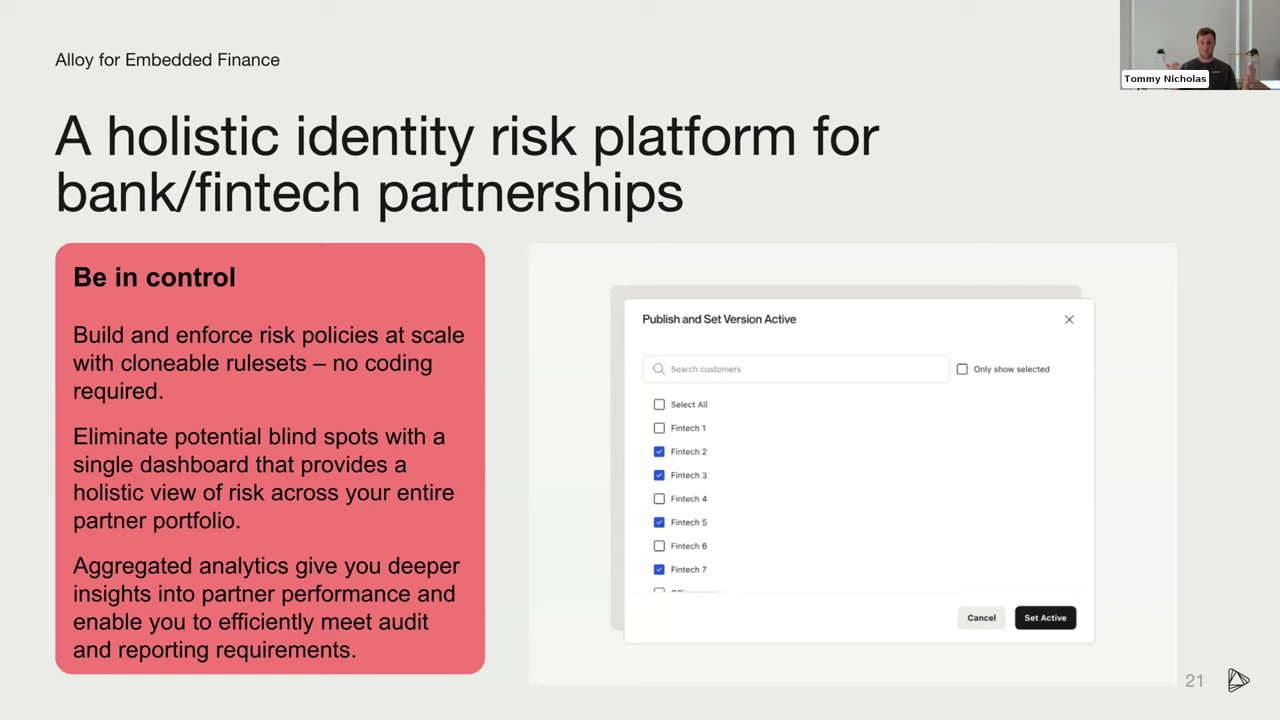 Alloy for Embedded Finance
Tommy Nicholas
A holistic identity risk platform for
bank/fintech partnerships
Be in control
Build and enforce risk policies at scale
with cloneable rulesets – no coding
required.
Eliminate potential blind spots with a
single dashboard that provides a
holistic view of risk across your entire
partner portfolio.
Aggregated analytics give you deeper
insights into partner performance and
enable you to efficiently meet audit
and reporting requirements.
Publish and Set Version Active
Search customers
Only show selected
Select All
Fintech 1
Fintech 2
Fintech 3
Fintech 4
Fintech 5
Fintech 6
Fintech 7
Cancel
Set Active
21